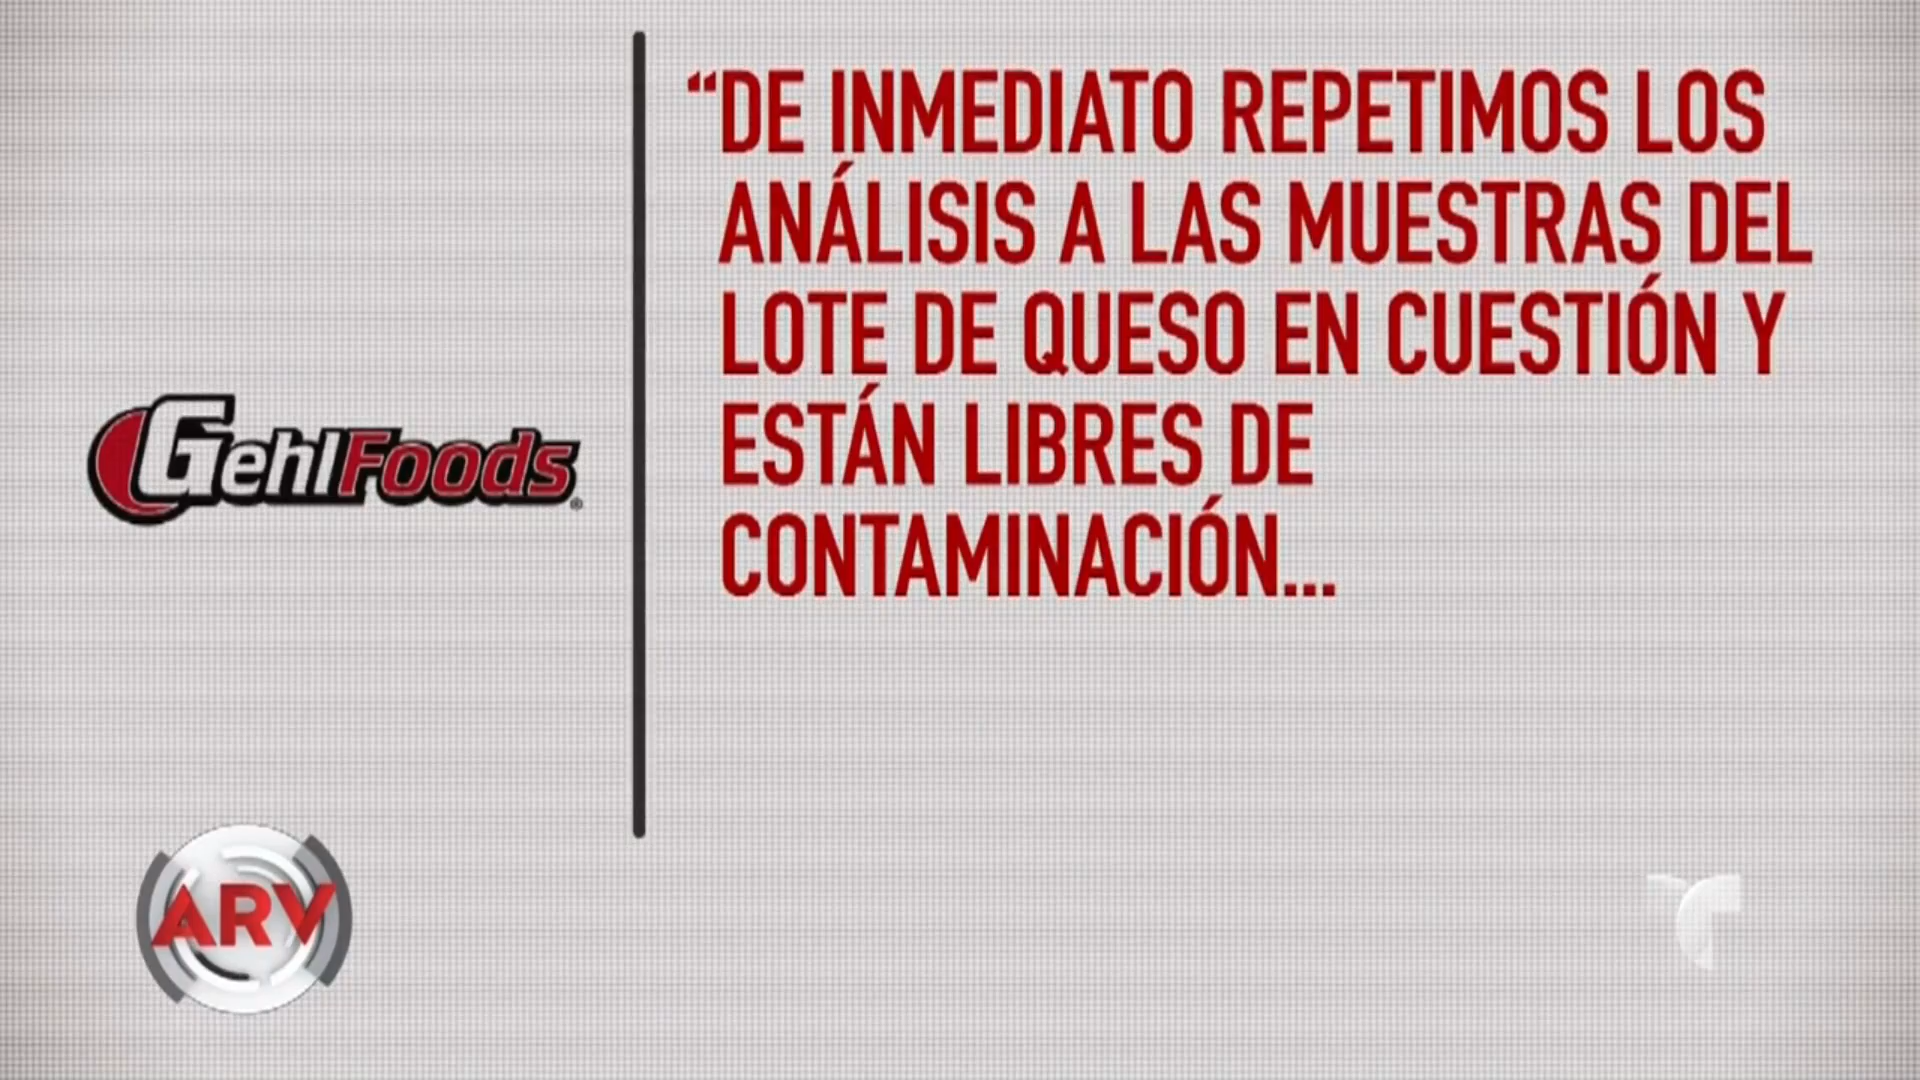 “DE INMEDIATO REPETIMOS LOS
ANÁLISIS A LAS MUESTRAS DEL
LOTE DE QUESO EN CUESTIÓN Y
ESTÁN LIBRES DE
CONTAMINACIÓN...
GehlFoods®
ARV